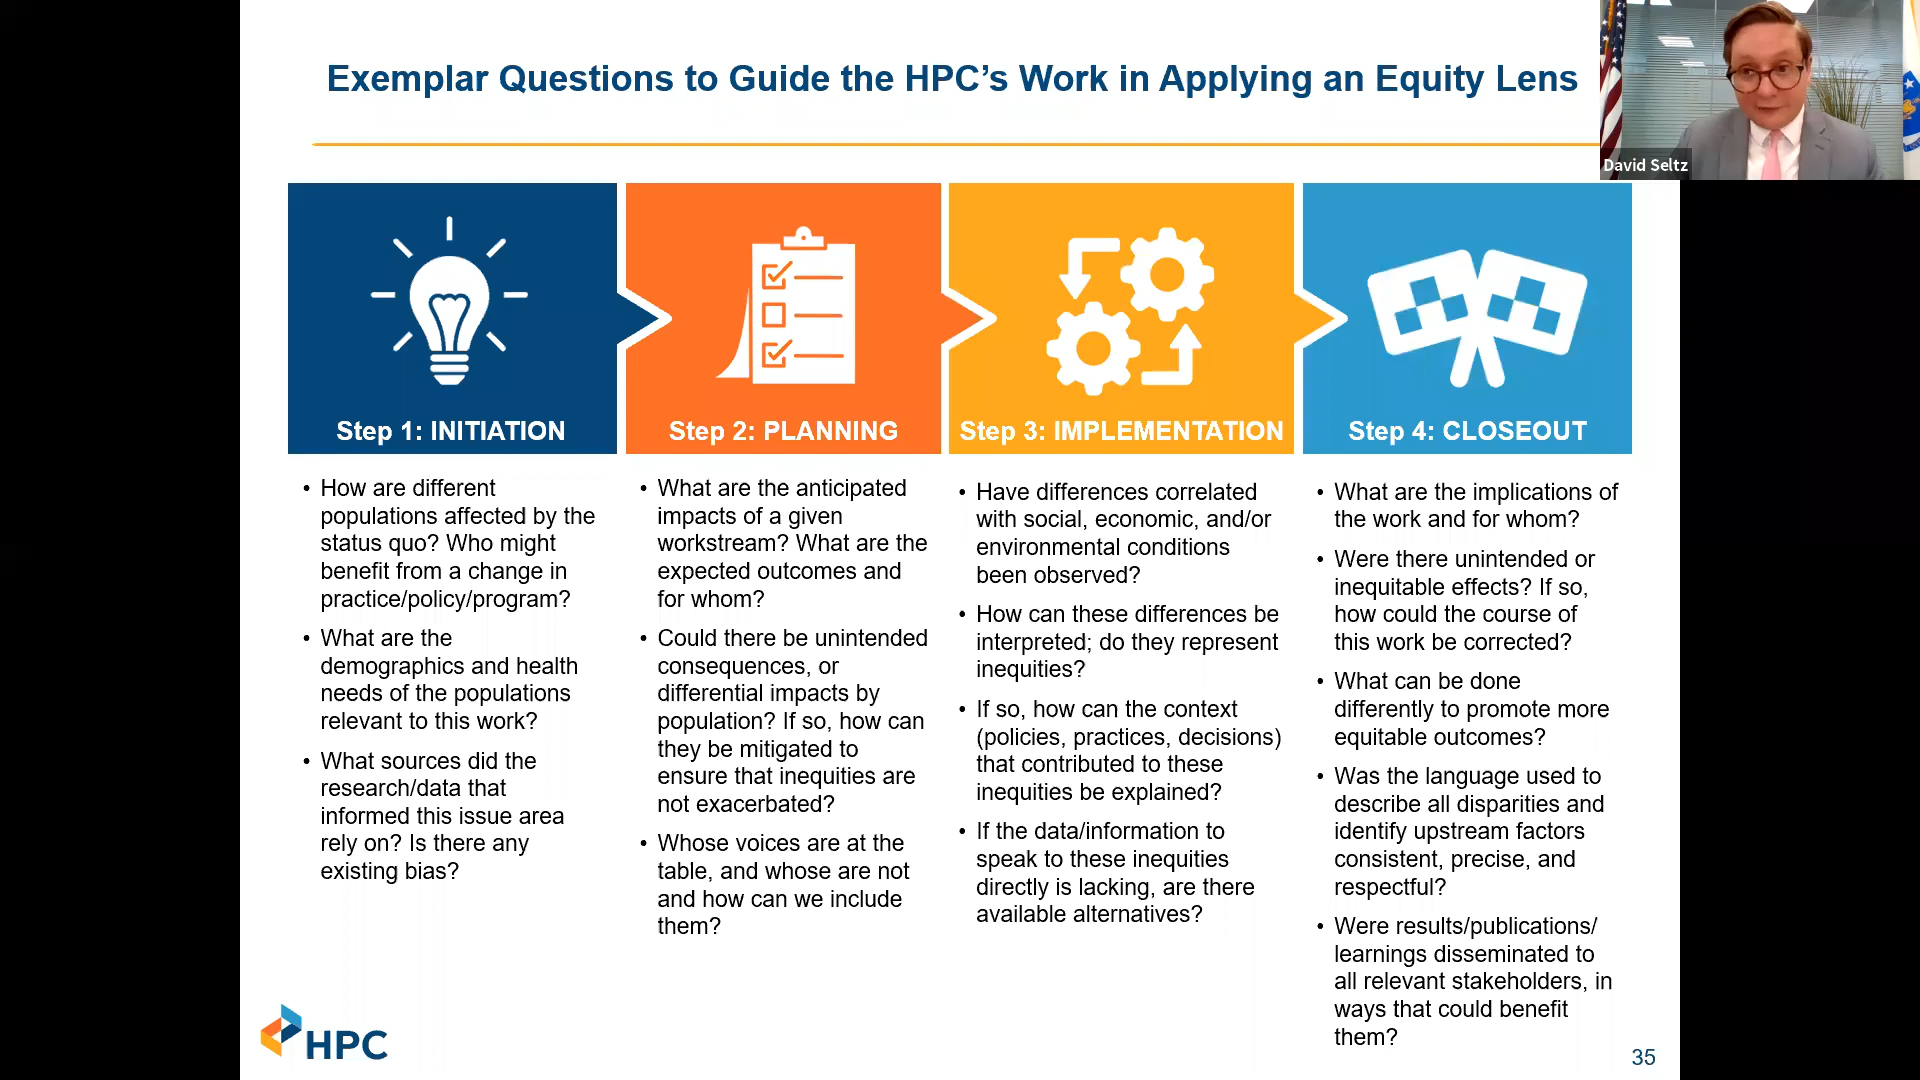 Exemplar Questions to Guide the HPC's Work in Applying an Equity Lens
David Seltz
Step 1: INITIATION
• How are different
populations affected by the
status quo? Who might
benefit from a change in
practice/policy/program?
• What are the
demographics and health
needs of the populations
relevant to this work?
• What sources did the
research/data that
informed this issue area
rely on? Is there any
existing bias?
Step 2: PLANNING
• What are the anticipated
impacts of a given
workstream? What are the
expected outcomes and
for whom?
• Could there be unintended
consequences, or
differential impacts by
population? If so, how can
they be mitigated to
ensure that inequities are
not exacerbated?
• Whose voices are at the
table, and whose are not
and how can we include
them?
Step 3: IMPLEMENTATION
• Have differences correlated
with social, economic, and/or
environmental conditions
been observed?
• How can these differences be
interpreted; do they represent
inequities?
• If so, how can the context
(policies, practices, decisions)
that contributed to these
inequities be explained?
• If the data/information to
speak to these inequities
directly is lacking, are there
available alternatives?
Step 4: CLOSEOUT
• What are the implications of
the work and for whom?
• Were there unintended or
inequitable effects? If so,
how could the course of
this work be corrected?
• What can be done
differently to promote more
equitable outcomes?
• Was the language used to
describe all disparities and
identify upstream factors
consistent, precise, and
respectful?
• Were results/publications/
learnings disseminated to
all relevant stakeholders, in
ways that could benefit
them?
HPC
35